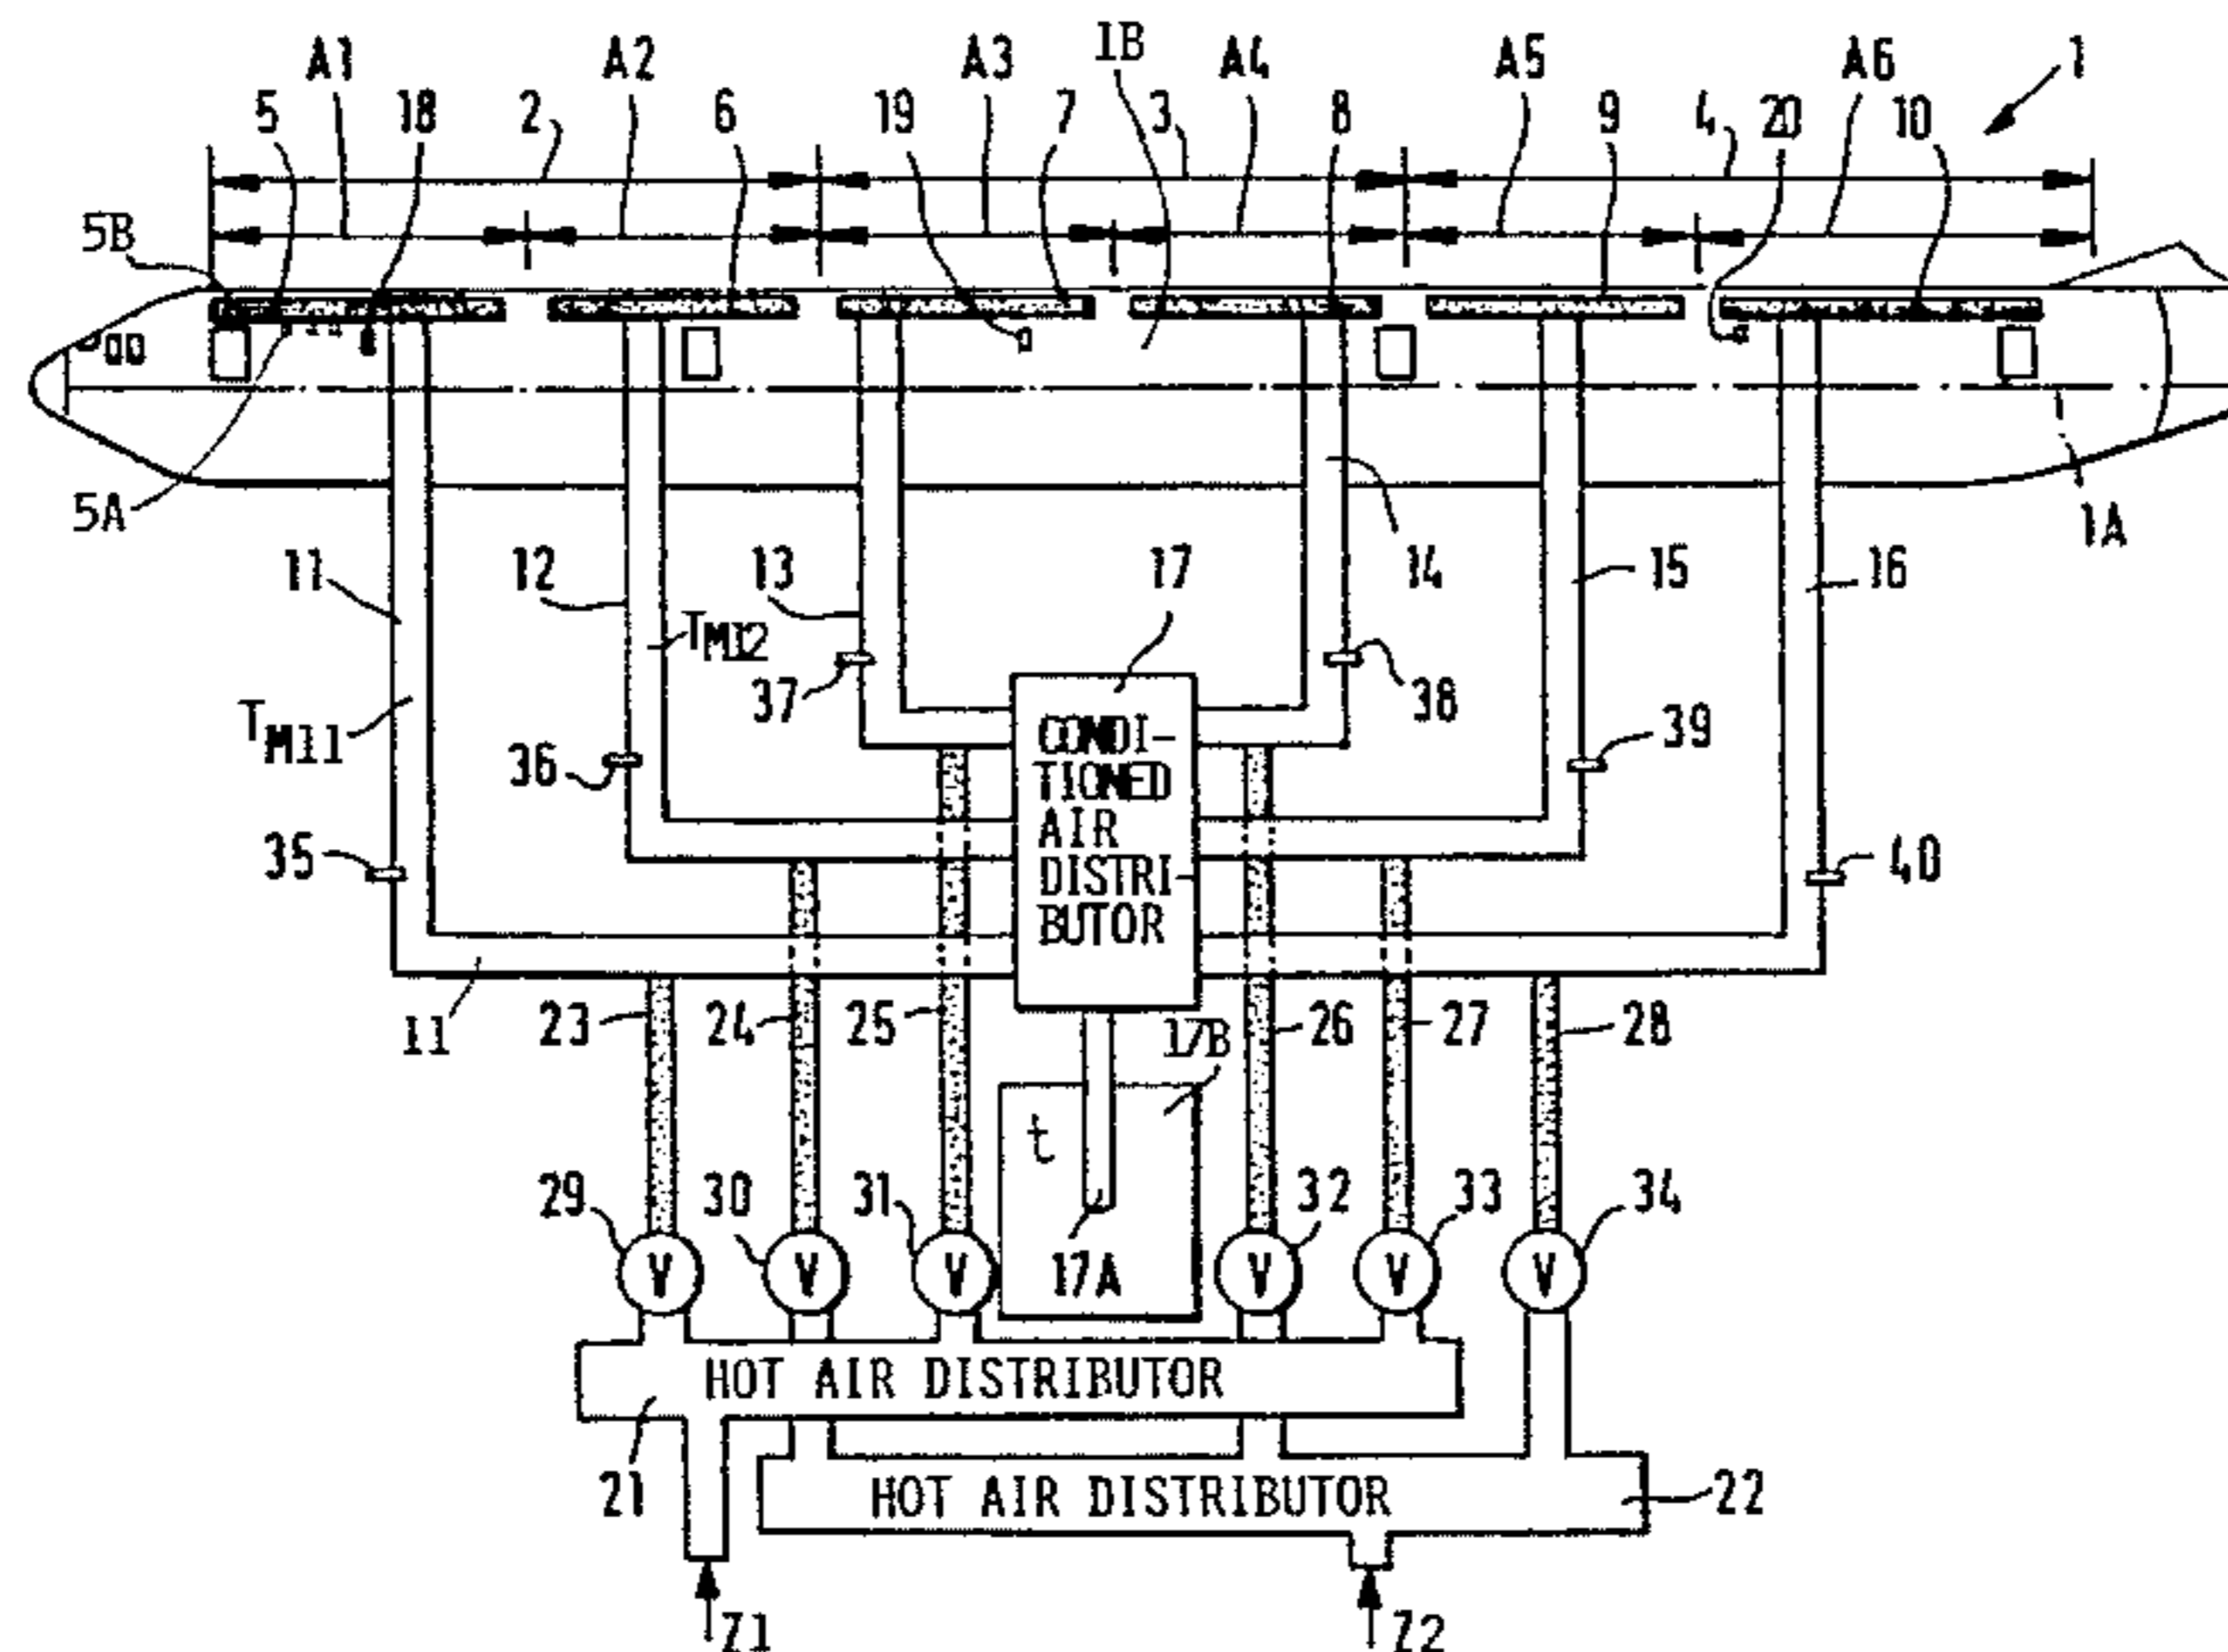 A1 A2 A3 1B A4 A5 A6 1
5 18 2 6 19 7 3 8 9 4 20 10
5B
5A
1A
11 12 13 17 14 15 16
TM12
37 38
TM11
36 39
35 40
CONDI-
TIONED
AIR
DISTRI-
BUTOR
11 23 24 25 17B 26 27 28
t
29 30 31 17A 32 33 34
V V V V V V
HOT AIR DISTRIBUTOR
21
HOT AIR DISTRIBUTOR 22
Z1 Z2